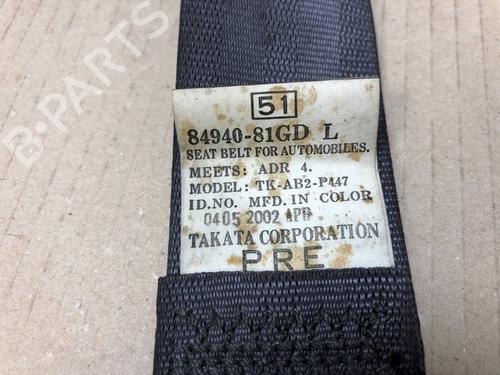 B-PARTS
51
84940-81GD L
SEAT BELT FOR AUTOMOBILES.
MEETS: ADR 4.
MODEL: TK-AB2-P447
ID.NO. MFD.IN COLOR
0405 2002
TAKATA CORPORATION
PRE